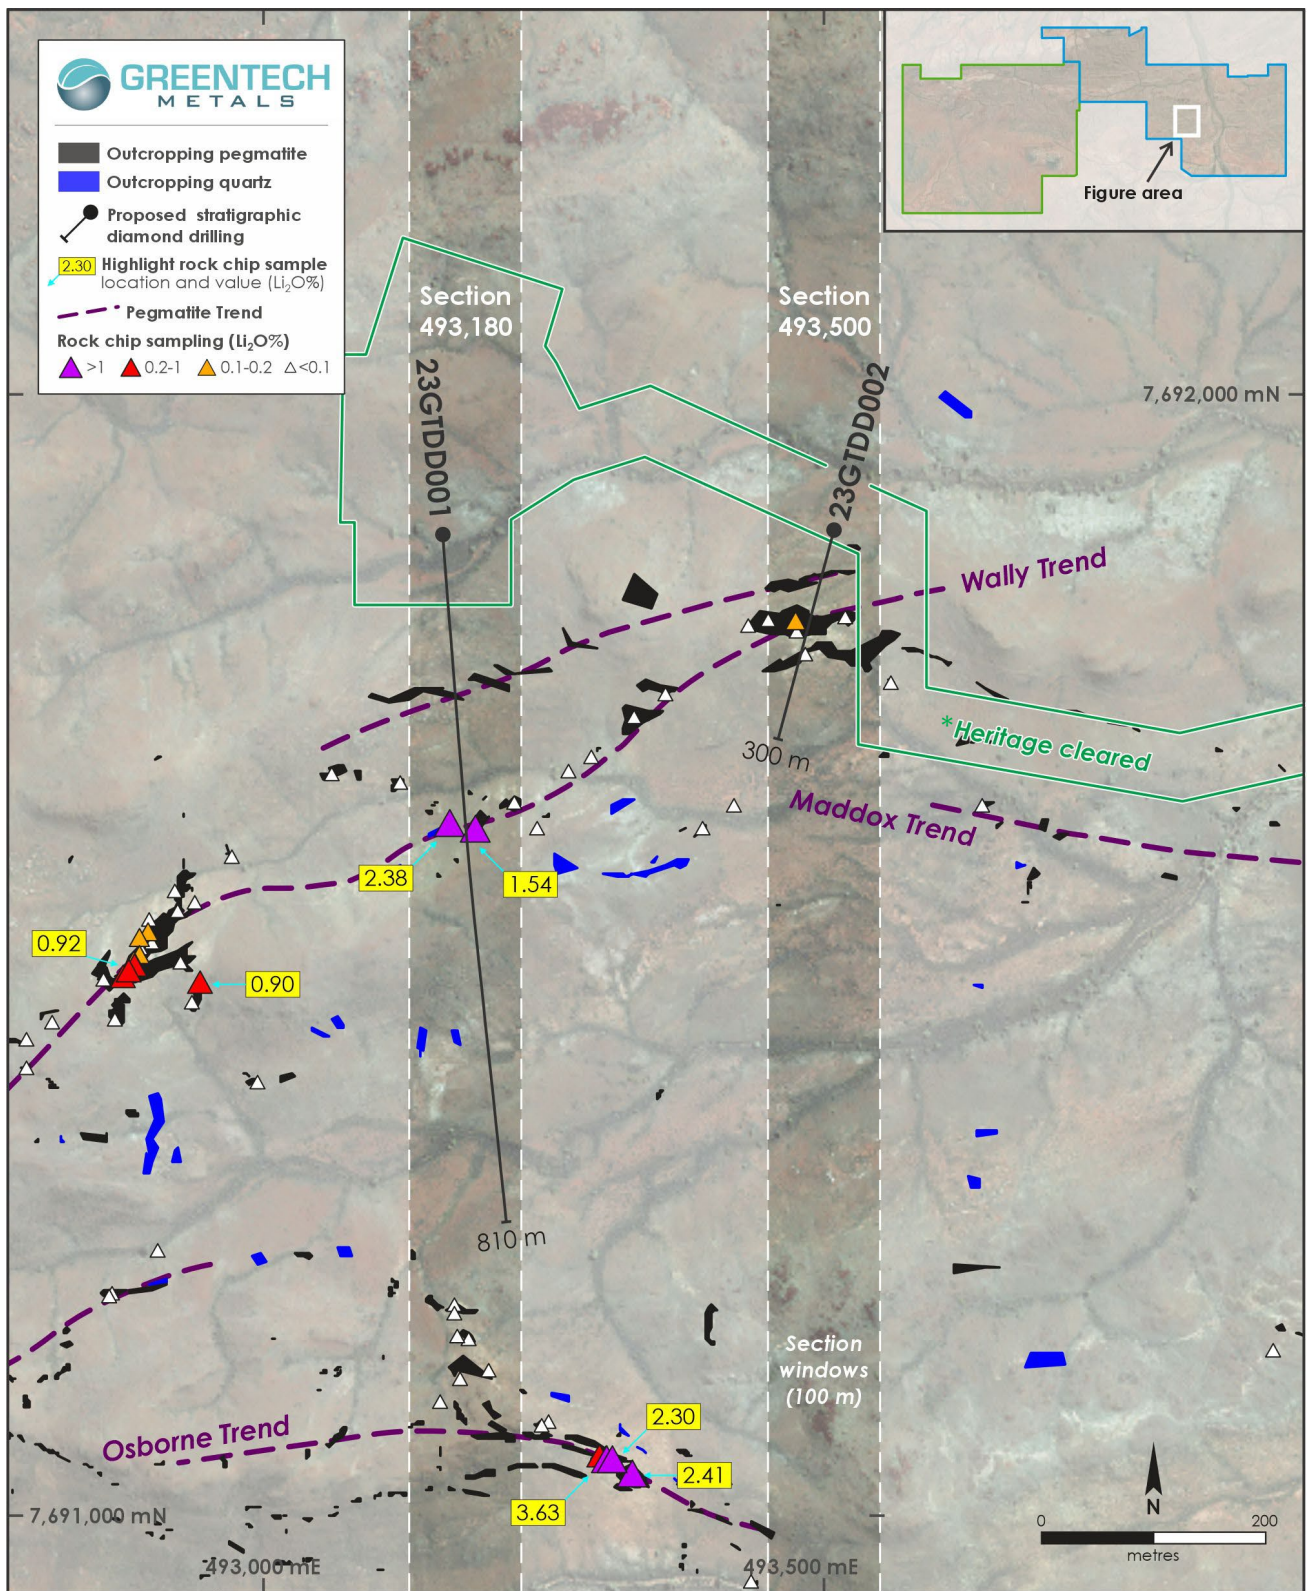 GREENTECH
METALS
Outcropping pegmatite
Outcropping quartz
Proposed stratigraphic
diamond drilling
2.30
Highlight rock chip sample
location and value (Li₂O%)
Pegmatite Trend
Rock chip sampling (Li₂O%)
>1
0.2-1
0.1-0.2
<0.1
Figure area
Section
493,180
Section
493,500
23GTDD001
23GTDD002
7,692,000 mN
Wally Trend
*Heritage cleared
300 m
Maddox Trend
2.38
1.54
0.92
0.90
810 m
Section
windows
(100 m)
Osborne Trend
2.30
2.41
3.63
7,691,000 mN
493,000 mE
493,500 mE
N
0
200
metres